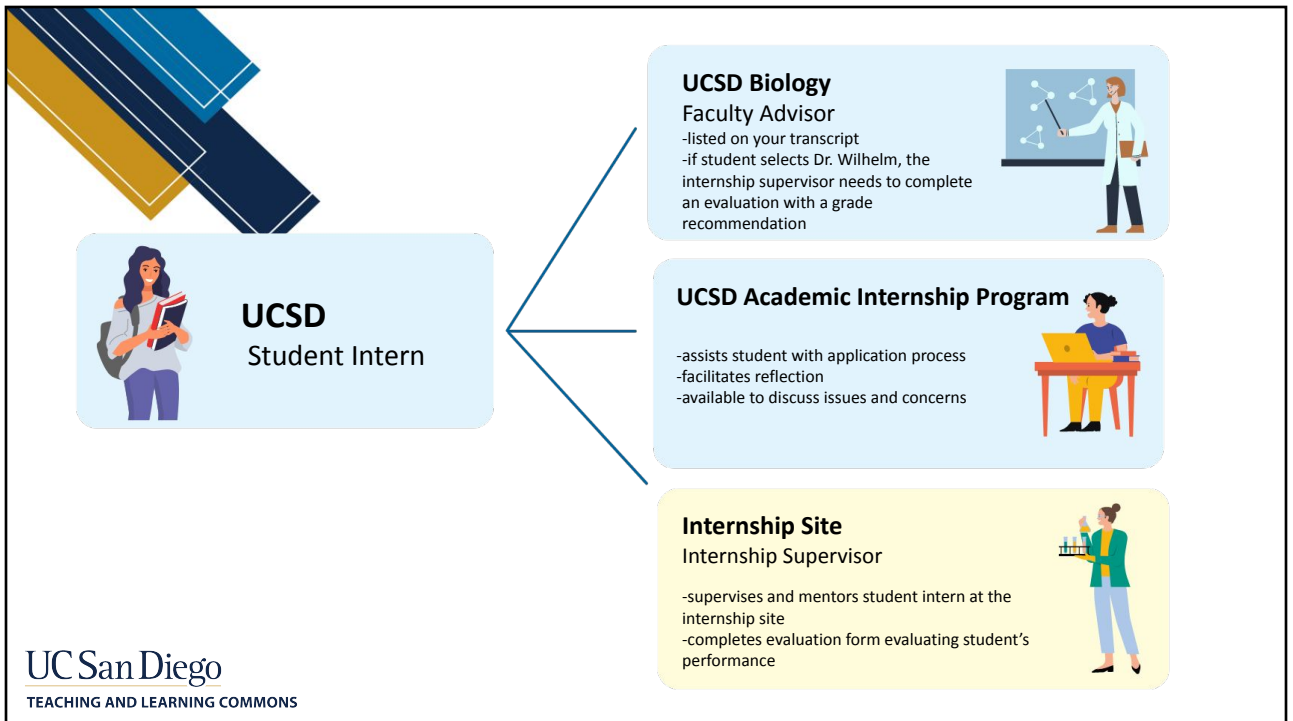 UCSD
Student Intern
UCSD Biology
Faculty Advisor
-listed on your transcript
-if student selects Dr. Wilhelm, the
internship supervisor needs to complete
an evaluation with a grade
recommendation
UCSD Academic Internship Program
-assists student with application process
-facilitates reflection
-available to discuss issues and concerns
Internship Site
Internship Supervisor
-supervises and mentors student intern at the
internship site
-completes evaluation form evaluating student’s
performance
UC San Diego
TEACHING AND LEARNING COMMONS